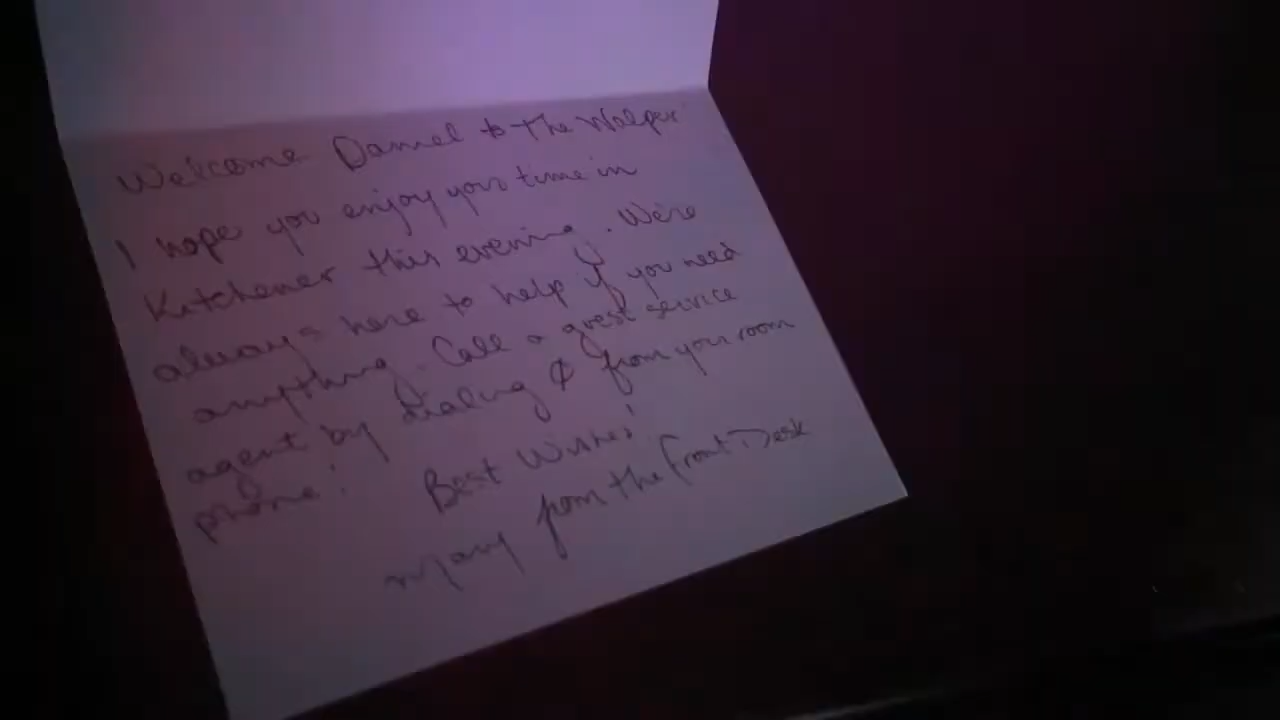 Welcome Daniel to The Walper
I hope you enjoy your time in
Kitchener this evening. We're
always here to help if you need
anything. Call a guest service
agent by dialing 0 from your room
phone! Best Wishes!
from the Front Desk